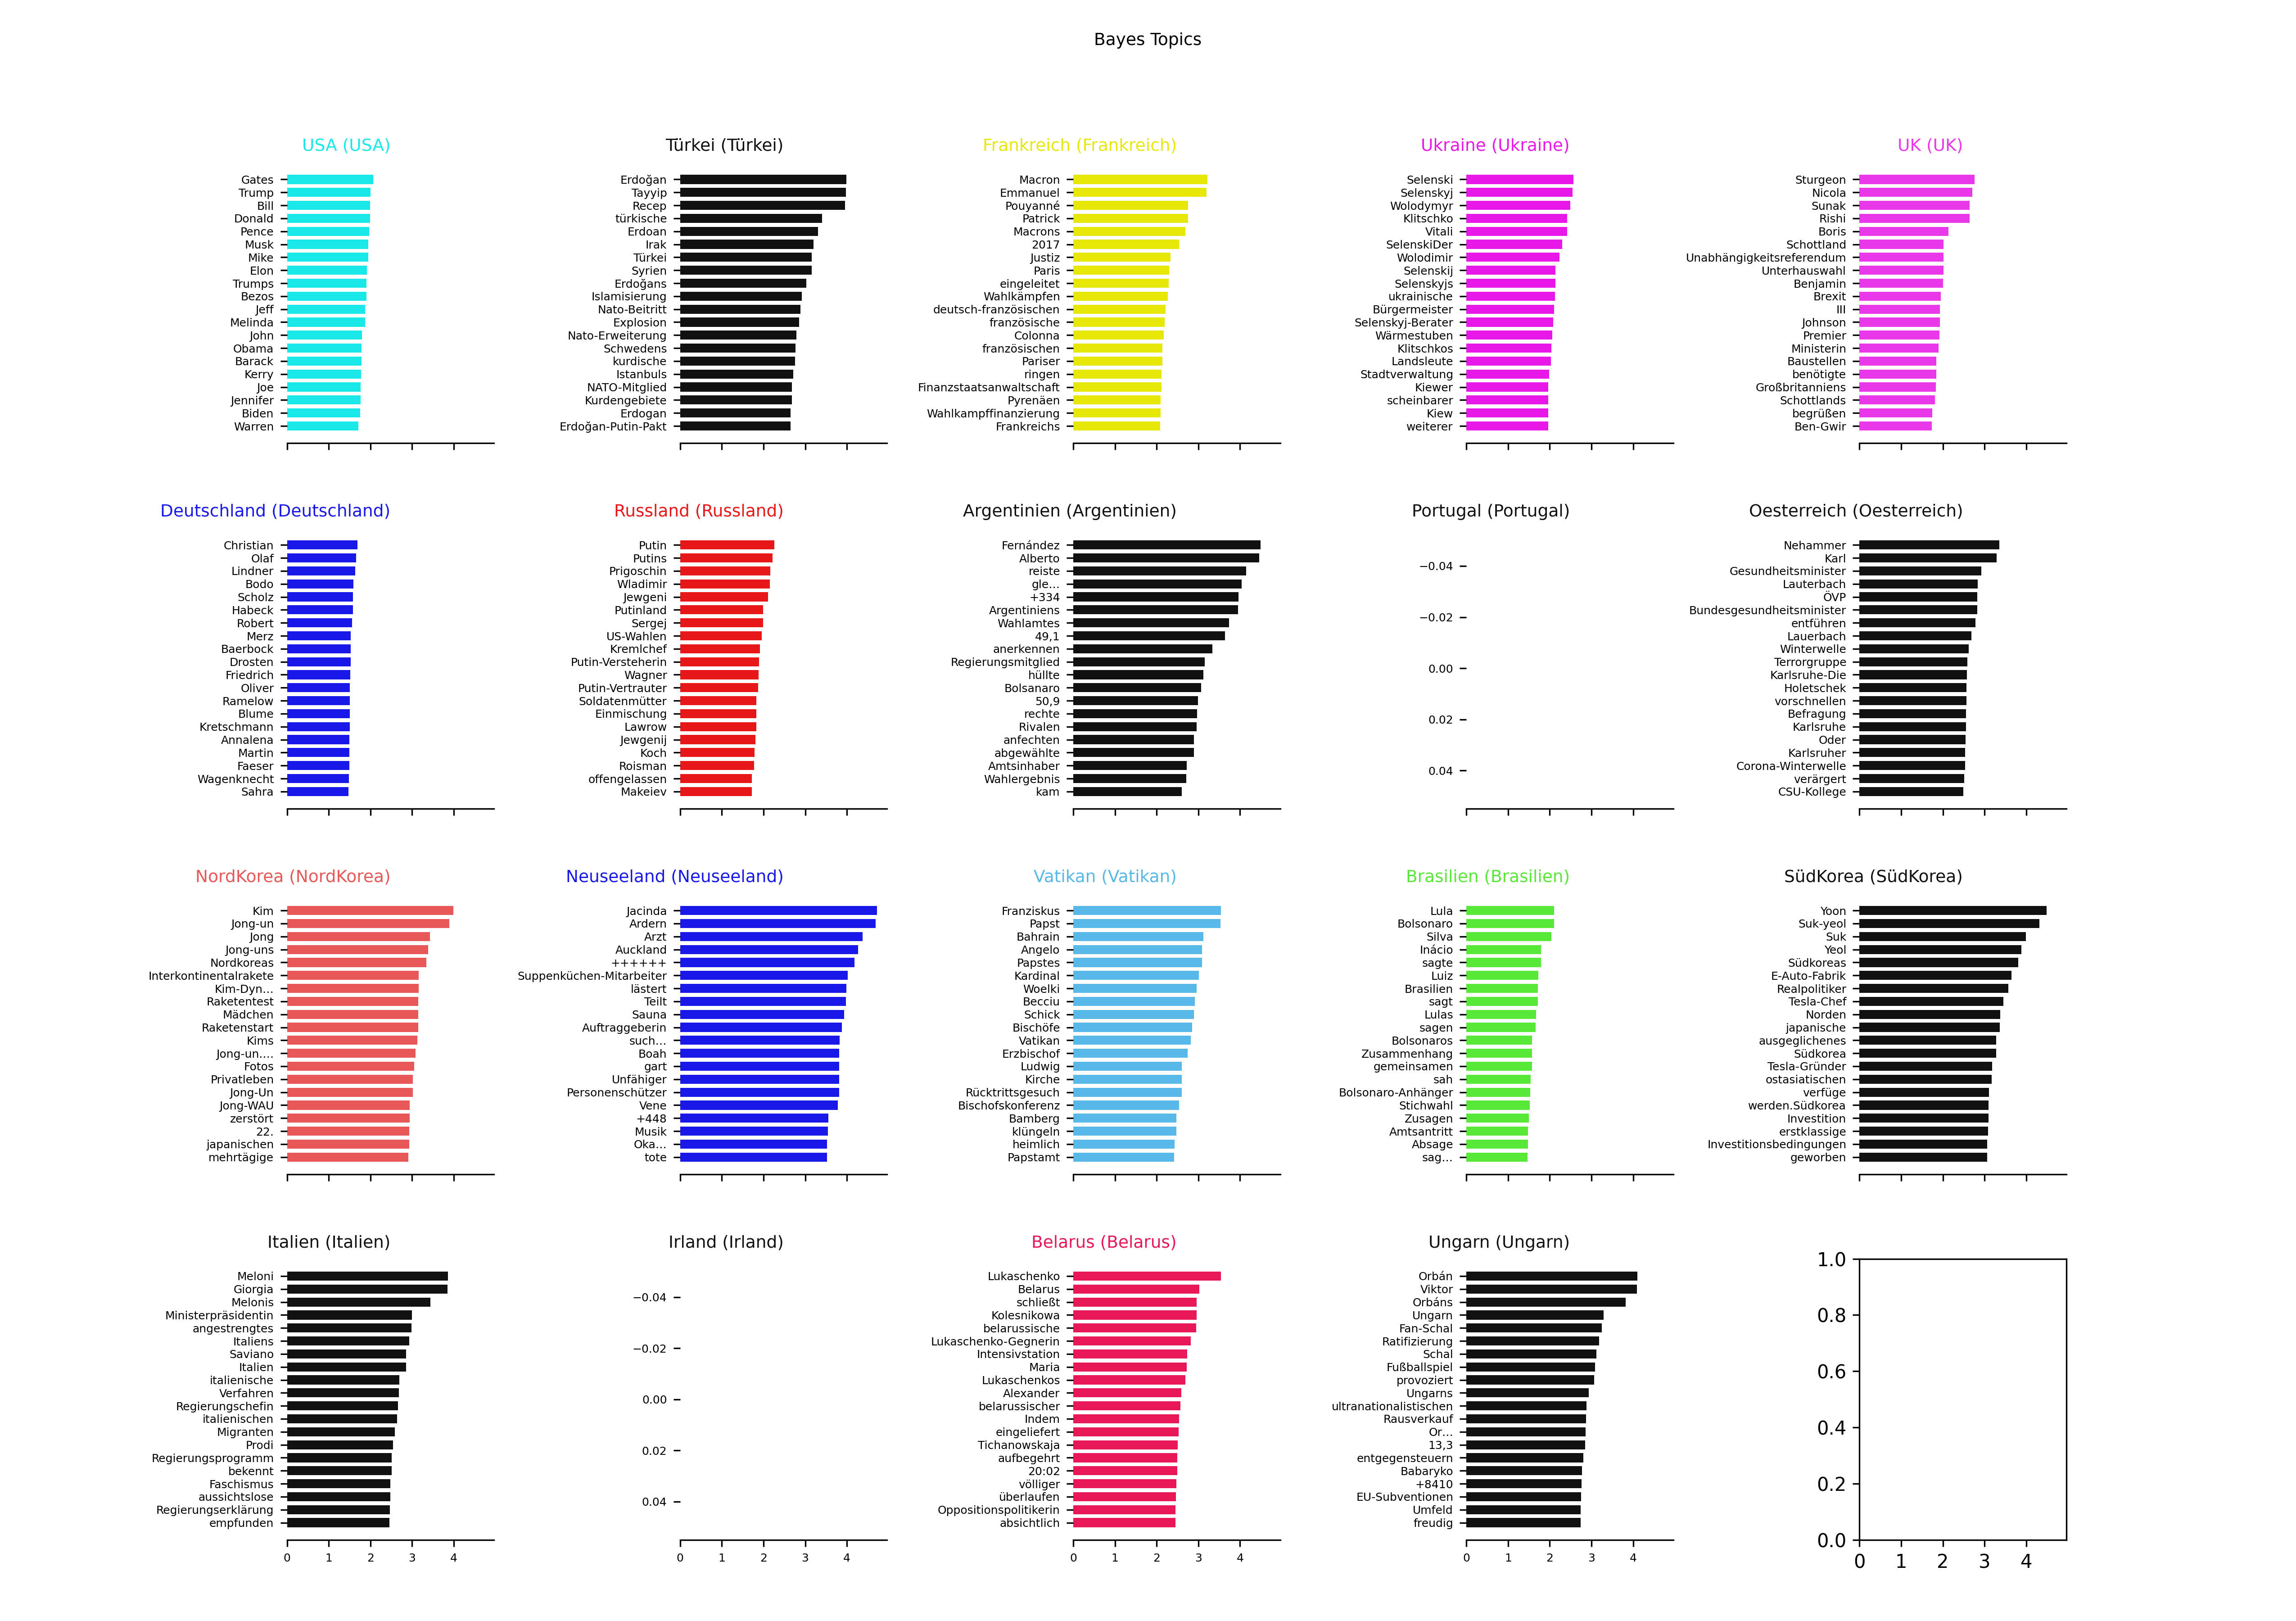 Bayes Topics
USA (USA)
Gates
Trump
Bill
Donald
Pence
Musk
Mike
Elon
Trumps
Bezos
Jeff
Melinda
John
Obama
Barack
Kerry
Joe
Jennifer
Biden
Warren
Türkei (Türkei)
Erdoğan
Tayyip
Recep
türkische
Erdoan
Irak
Türkei
Syrien
Erdoğans
Islamisierung
Nato-Beitritt
Explosion
Nato-Erweiterung
Schwedens
kurdische
Istanbuls
NATO-Mitglied
Kurdengebiete
Erdogan
Erdoğan-Putin-Pakt
Frankreich (Frankreich)
Macron
Emmanuel
Pouyanné
Patrick
Macrons
2017
Justiz
Paris
eingeleitet
Wahlkämpfen
deutsch-französischen
französische
Colonna
französischen
Pariser
ringen
Finanzstaatsanwaltschaft
Pyrenäen
Wahlkampffinanzierung
Frankreichs
Ukraine (Ukraine)
Selenski
Selenskyj
Wolodymyr
Klitschko
Vitali
SelenskiDer
Wolodimir
Selenskij
Selenskyjs
ukrainische
Bürgermeister
Selenskyj-Berater
Wärmestuben
Klitschkos
Landsleute
Stadtverwaltung
Kiewer
scheinbarer
Kiew
weiterer
UK (UK)
Sturgeon
Nicola
Sunak
Rishi
Boris
Schottland
Unabhängigkeitsreferendum
Unterhauswahl
Benjamin
Brexit
III
Johnson
Premier
Ministerin
Baustellen
benötigte
Großbritanniens
Schottlands
begrüßen
Ben-Gwir
Deutschland (Deutschland)
Christian
Olaf
Lindner
Bodo
Scholz
Habeck
Robert
Merz
Baerbock
Drosten
Friedrich
Oliver
Ramelow
Blume
Kretschmann
Annalena
Martin
Faeser
Wagenknecht
Sahra
Russland (Russland)
Putin
Putins
Prigoschin
Wladimir
Jewgeni
Putinland
Sergej
US-Wahlen
Kremlchef
Putin-Versteherin
Wagner
Putin-Vertrauter
Soldatenmütter
Einmischung
Lawrow
Jewgenij
Koch
Roisman
offengelassen
Makeiev
Argentinien (Argentinien)
Fernández
Alberto
reiste
gle…
+334
Argentiniens
Wahlamtes
49,1
anerkennen
Regierungsmitglied
hüllte
Bolsanaro
50,9
rechte
Rivalen
anfechten
abgewählte
Amtsinhaber
Wahlergebnis
kam
Portugal (Portugal)
−0.04
−0.02
0.00
0.02
0.04
Oesterreich (Oesterreich)
Nehammer
Karl
Gesundheitsminister
Lauterbach
ÖVP
Bundesgesundheitsminister
entführen
Lauerbach
Winterwelle
Terrorgruppe
Karlsruhe-Die
Holetschek
vorschnellen
Befragung
Karlsruhe
Oder
Karlsruher
Corona-Winterwelle
verärgert
CSU-Kollege
NordKorea (NordKorea)
Kim
Jong-un
Jong
Jong-uns
Nordkoreas
Interkontinentalrakete
Kim-Dyn…
Raketentest
Mädchen
Raketenstart
Kims
Jong-un.…
Fotos
Privatleben
Jong-Un
Jong-WAU
zerstört
22.
japanischen
mehrtägige
Neuseeland (Neuseeland)
Jacinda
Ardern
Arzt
Auckland
++++++
Suppenküchen-Mitarbeiter
lästert
Teilt
Sauna
Auftraggeberin
such…
Boah
gart
Unfähiger
Personenschützer
Vene
+448
Musik
Oka…
tote
Vatikan (Vatikan)
Franziskus
Papst
Bahrain
Angelo
Papstes
Kardinal
Woelki
Becciu
Schick
Bischöfe
Vatikan
Erzbischof
Ludwig
Kirche
Rücktrittsgesuch
Bischofskonferenz
Bamberg
klüngeln
heimlich
Papstamt
Brasilien (Brasilien)
Lula
Bolsonaro
Silva
Inácio
sagte
Luiz
Brasilien
sagt
Lulas
sagen
Bolsonaros
Zusammenhang
gemeinsamen
sah
Bolsonaro-Anhänger
Stichwahl
Zusagen
Amtsantritt
Absage
sag…
SüdKorea (SüdKorea)
Yoon
Suk-yeol
Suk
Yeol
Südkoreas
E-Auto-Fabrik
Realpolitiker
Tesla-Chef
Norden
japanische
ausgeglichenes
Südkorea
Tesla-Gründer
ostasiatischen
verfüge
werden.Südkorea
Investition
erstklassige
Investitionsbedingungen
geworben
Italien (Italien)
Meloni
Giorgia
Melonis
Ministerpräsidentin
angestrengtes
Italiens
Saviano
Italien
italienische
Verfahren
Regierungschefin
italienischen
Migranten
Prodi
Regierungsprogramm
bekennt
Faschismus
aussichtslose
Regierungserklärung
empfunden
0 1 2 3 4
Irland (Irland)
−0.04
−0.02
0.00
0.02
0.04
0 1 2 3 4
Belarus (Belarus)
Lukaschenko
Belarus
schließt
Kolesnikowa
belarussische
Lukaschenko-Gegnerin
Intensivstation
Maria
Lukaschenkos
Alexander
belarussischer
Indem
eingeliefert
Tichanowskaja
aufbegehrt
20:02
völliger
überlaufen
Oppositionspolitikerin
absichtlich
0 1 2 3 4
Ungarn (Ungarn)
Orbán
Viktor
Orbáns
Ungarn
Fan-Schal
Ratifizierung
Schal
Fußballspiel
provoziert
Ungarns
ultranationalistischen
Rausverkauf
Or…
13,3
entgegensteuern
Babaryko
+8410
EU-Subventionen
Umfeld
freudig
0 1 2 3 4
1.0
0.8
0.6
0.4
0.2
0.0
0 1 2 3 4